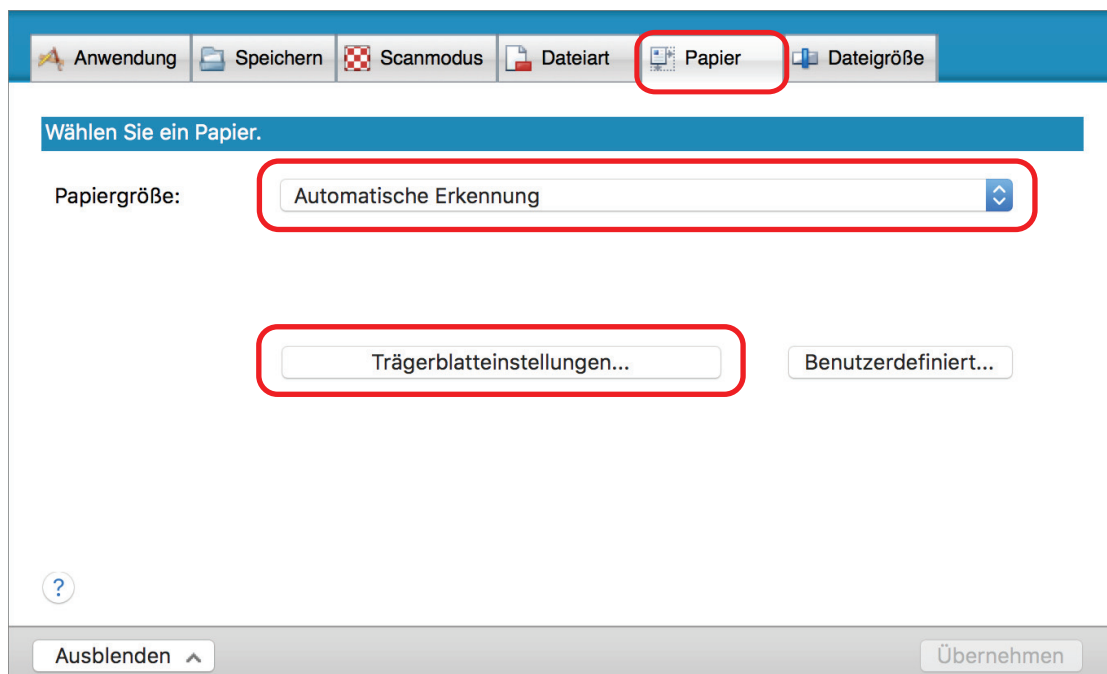 Anwendung Speichern Scanmodus Dateiart Papier Dateigröße
Wählen Sie ein Papier.
Papiergröße: Automatische Erkennung
Trägerblatteinstellungen... Benutzerdefiniert...
?
Ausblenden Übernehmen